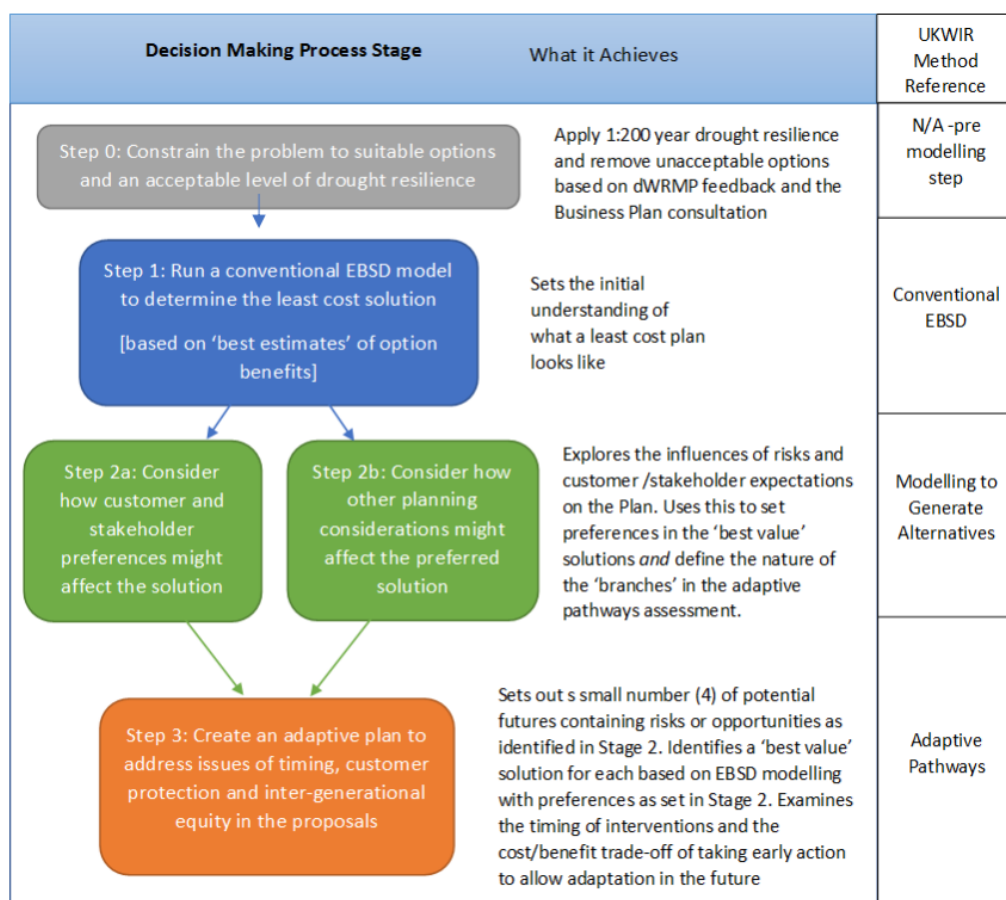 Decision Making Process Stage
What it Achieves
UKWIR
Method
Reference
Step 0: Constrain the problem to suitable options
and an acceptable level of drought resilience
Apply 1:200 year drought resilience
and remove unacceptable options
based on dWRMP feedback and the
Business Plan consultation
N/A -pre
modelling
step
Step 1: Run a conventional EBSD model
to determine the least cost solution
[based on ‘best estimates’ of option
benefits]
Sets the initial
understanding of
what a least cost plan
looks like
Conventional
EBSD
Step 2a: Consider
how customer and
stakeholder
preferences might
affect the solution
Step 2b: Consider how
other planning
considerations might
affect the preferred
solution
Explores the influences of risks and
customer /stakeholder expectations
on the Plan. Uses this to set
preferences in the ‘best value’
solutions and define the nature of
the ‘branches’ in the adaptive
pathways assessment.
Modelling to
Generate
Alternatives
Step 3: Create an adaptive plan to
address issues of timing, customer
protection and inter-generational
equity in the proposals
Sets out s small number (4) of potential
futures containing risks or opportunities as
identified in Stage 2. Identifies a ‘best value’
solution for each based on EBSD modelling
with preferences as set in Stage 2. Examines
the timing of interventions and the
cost/benefit trade-off of taking early action
to allow adaptation in the future
Adaptive
Pathways